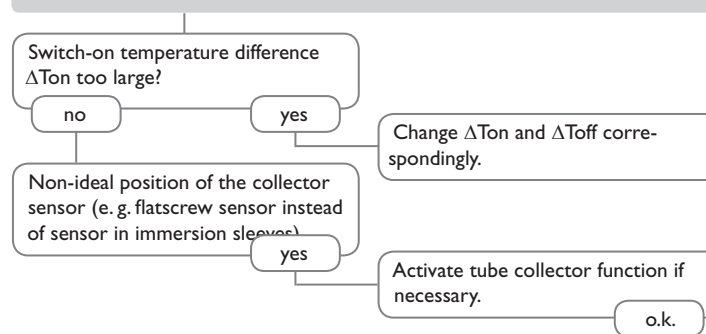 Switch-on temperature difference
ΔTon too large?
no
yes
Change ΔTon and ΔToff corre-
spondingly.
Non-ideal position of the collector
sensor (e. g. flatscrew sensor instead
of sensor in immersion sleeves)
yes
Activate tube collector function if
necessary.
o.k.